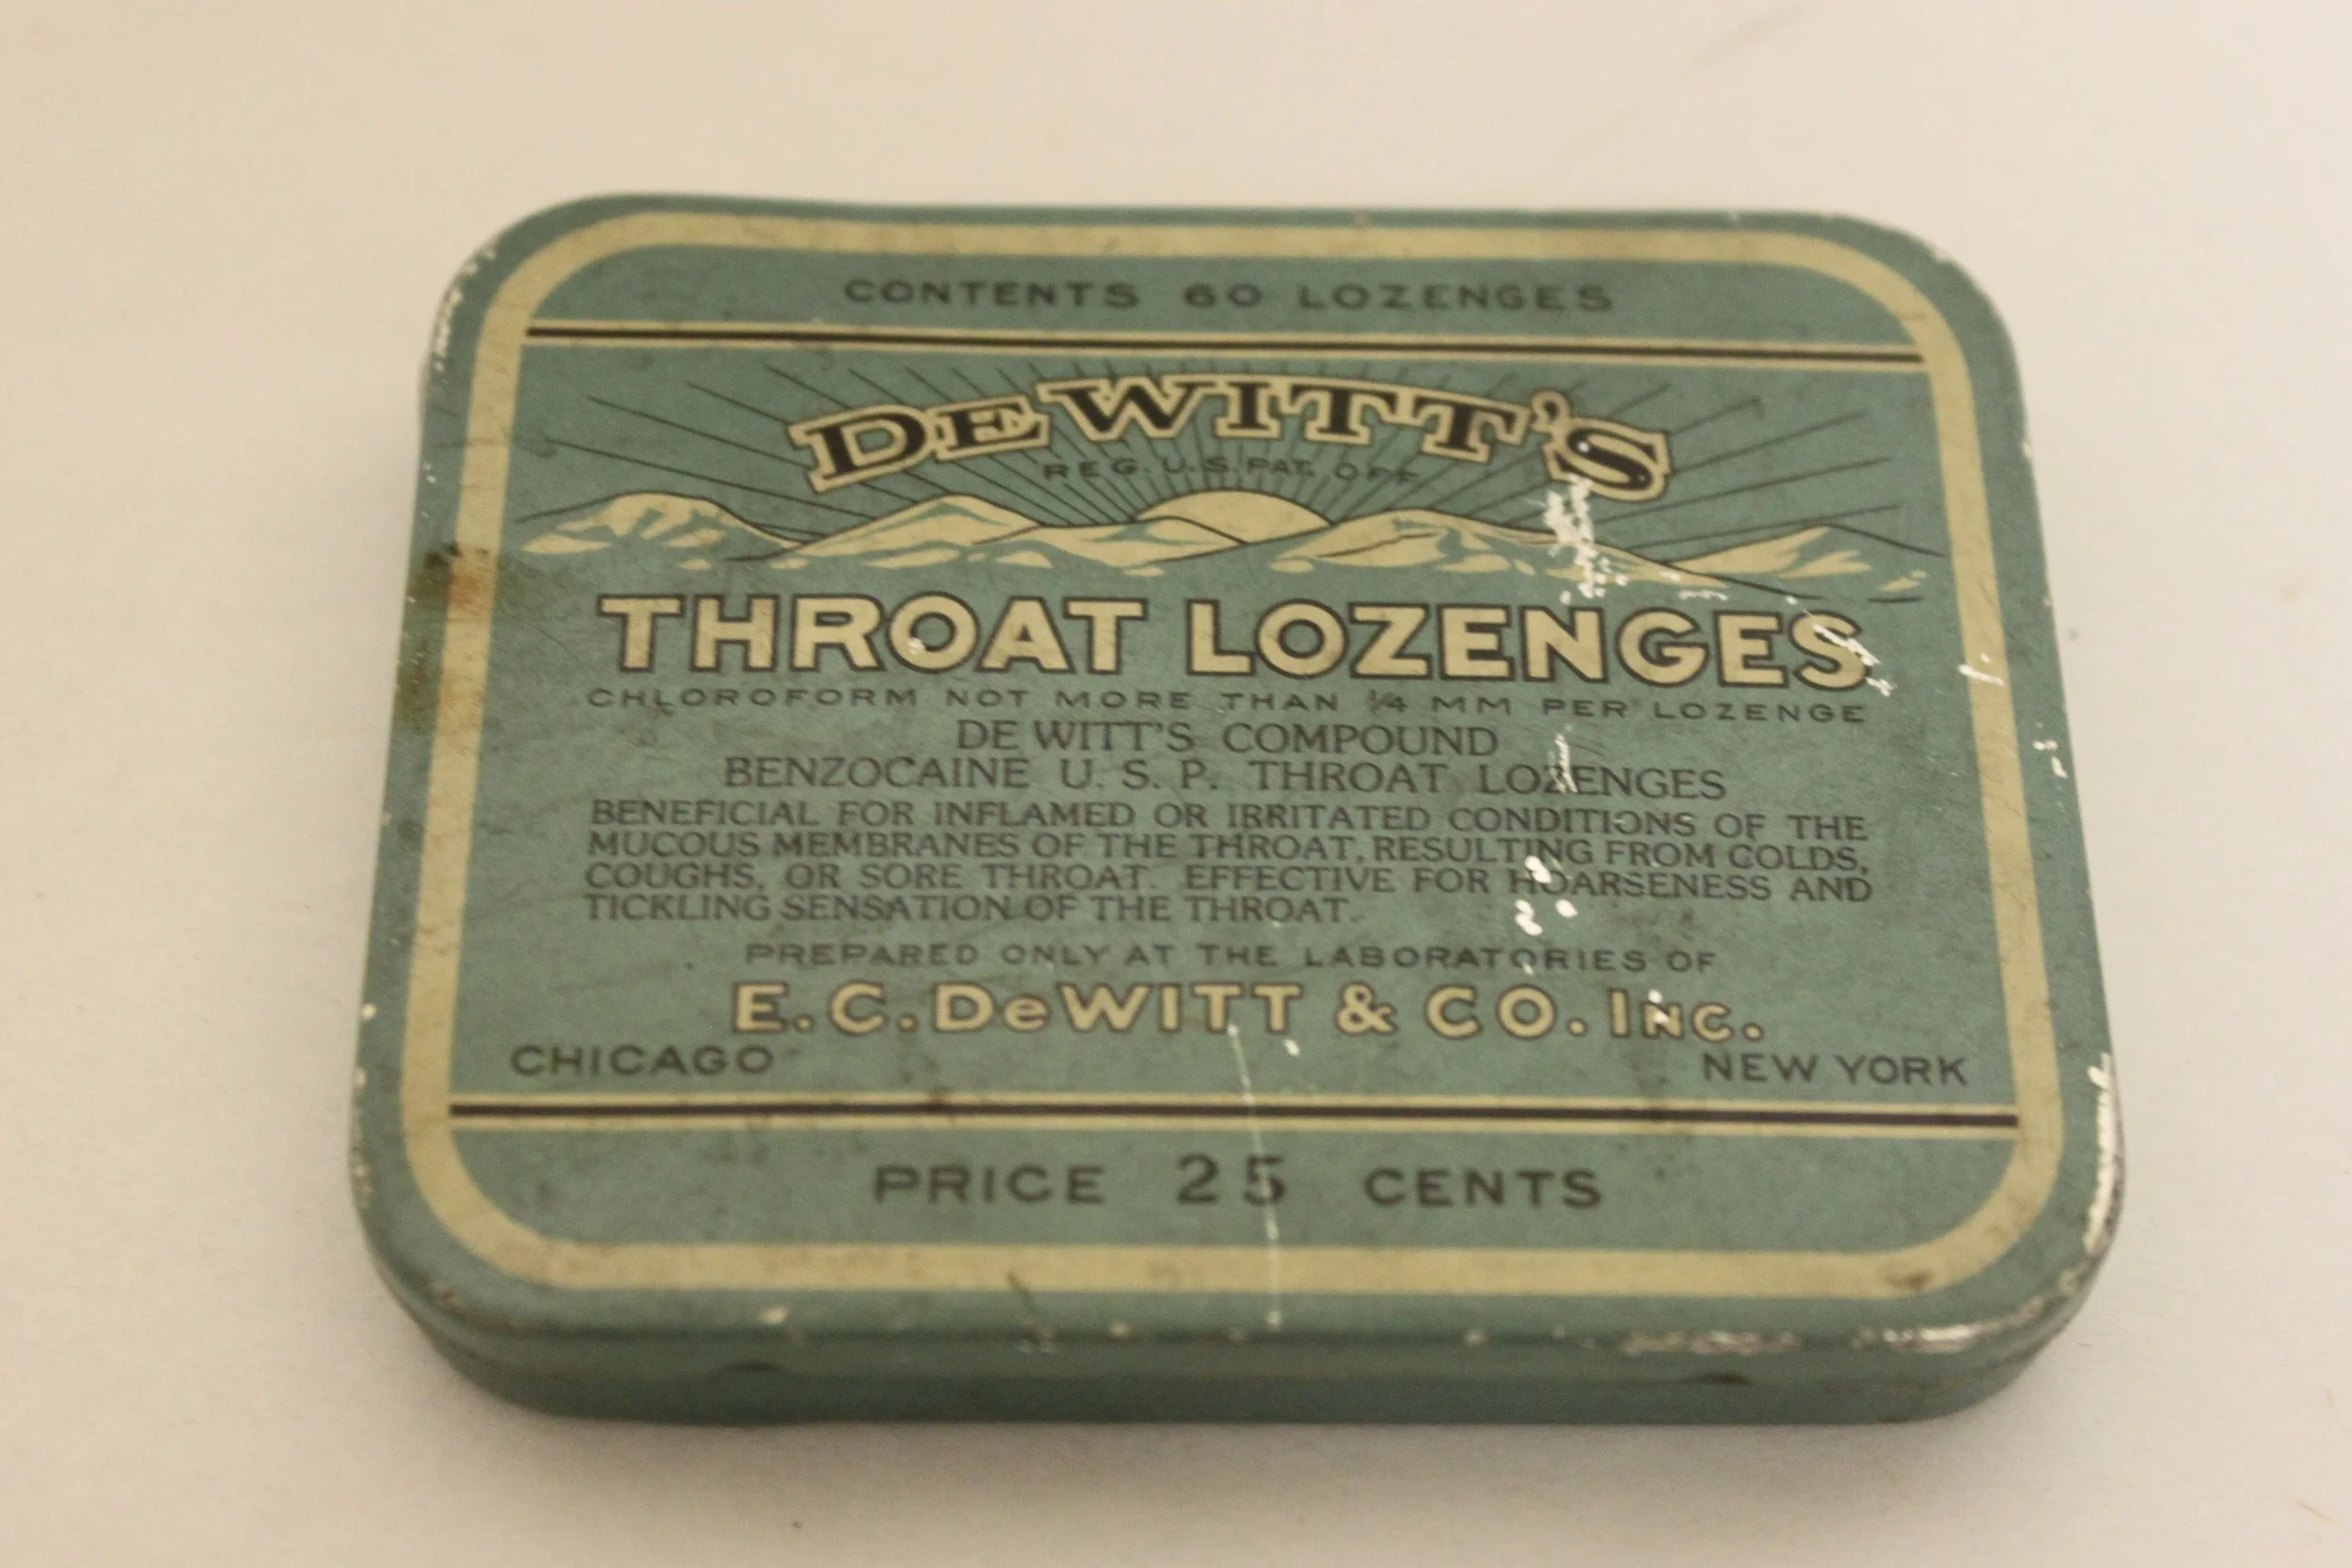 CONTENTS 60 LOZENGES
DEWITT'S
REG. U.S. PAT. OFF
THROAT LOZENGES
CHLOROFORM NOT MORE THAN ¼ MM PER LOZENGE
DE WITT'S COMPOUND
BENZOCAINE U. S. P. THROAT LOZENGES
BENEFICIAL FOR INFLAMED OR IRRITATED CONDITIONS OF THE
MUCOUS MEMBRANES OF THE THROAT, RESULTING FROM COLDS,
COUGHS, OR SORE THROAT. EFFECTIVE FOR HOARSENESS AND
TICKLING SENSATION OF THE THROAT.
PREPARED ONLY AT THE LABORATORIES OF
E. C. DeWITT & CO. INC.
CHICAGO NEW YORK
PRICE 25 CENTS